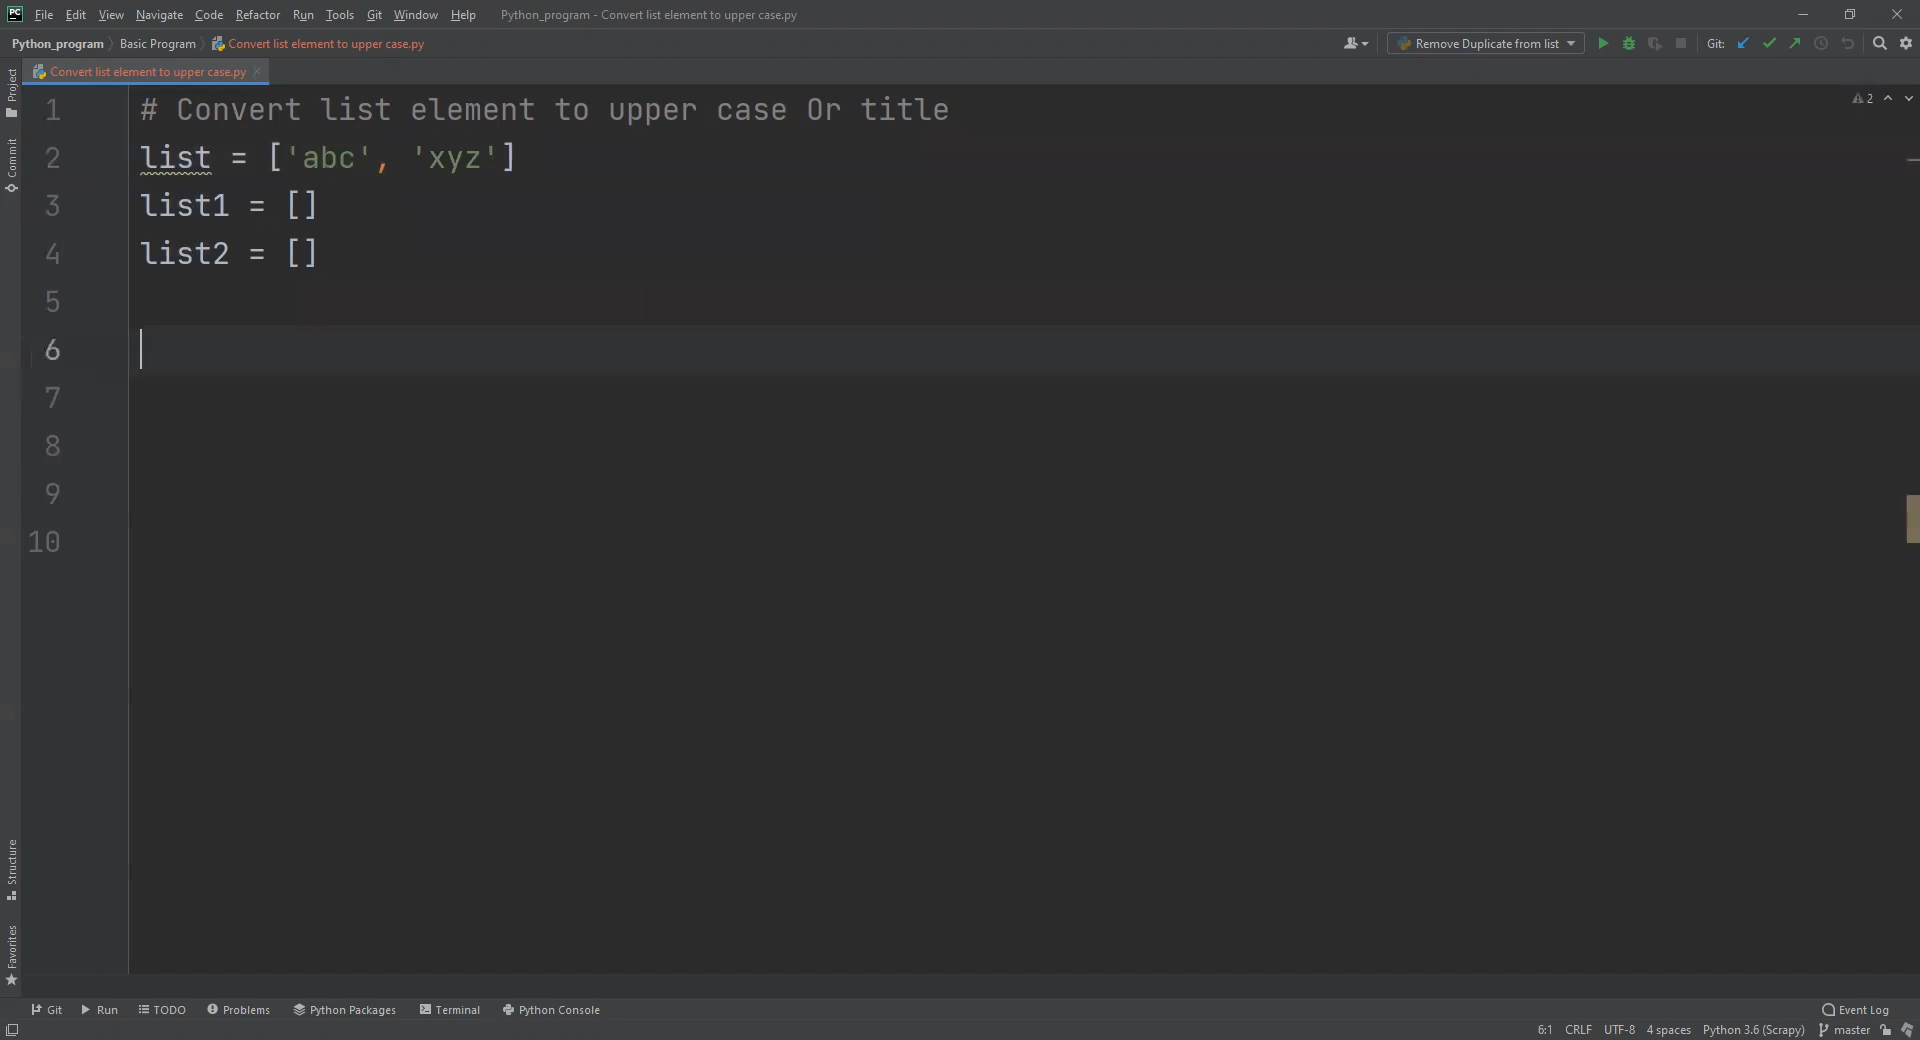 PC File Edit View Navigate Code Refactor Run Tools Git Window Help Python_program - Convert list element to upper case.py
Python_program Basic Program Convert list element to upper case.py Remove Duplicate from list Git:
Convert list element to upper case.py
Project
Commit
Structure
Favorites
2
1 # Convert list element to upper case Or title
2 list = ['abc', 'xyz']
3 list1 = []
4 list2 = []
5
6
7
8
9
10
Git Run TODO Problems Python Packages Terminal Python Console Event Log
6:1 CRLF UTF-8 4 spaces Python 3.6 (Scrapy) master